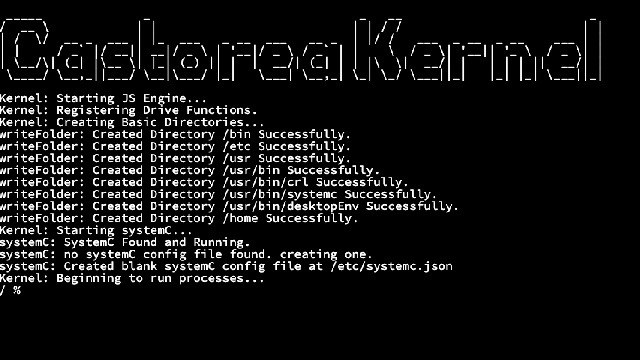 CastoreaKernel
Kernel: Starting JS Engine...
Kernel: Registering Drive Functions.
Kernel: Creating Basic Directories...
writeFolder: Created Directory /bin Successfully.
writeFolder: Created Directory /etc Successfully.
writeFolder: Created Directory /usr Successfully.
writeFolder: Created Directory /usr/bin Successfully.
writeFolder: Created Directory /usr/bin/crl Successfully.
writeFolder: Created Directory /usr/bin/systemc Successfully.
writeFolder: Created Directory /usr/bin/desktopEnv Successfully.
writeFolder: Created Directory /home Successfully.
Kernel: Starting systemC...
systemC: SystemC Found and Running.
systemC: no systemC config file found. creating one.
systemC: Created blank systemC config file at /etc/systemc.json
Kernel: Beginning to run processes...
/ %